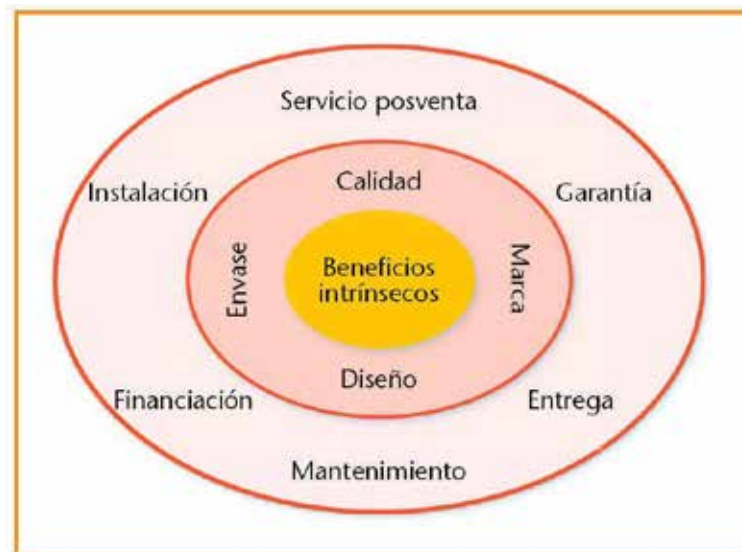 Servicio posventa
Instalación
Calidad
Garantía
Envase
Beneficios
intrínsecos
Marca
Diseño
Financiación
Entrega
Mantenimiento